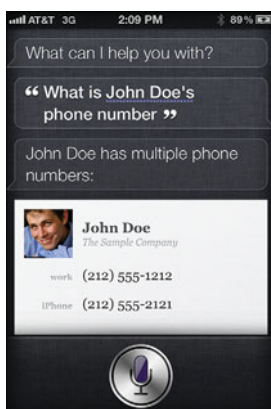 AT&T 3G 2:09 PM 89%
What can I help you with?
“ What is John Doe's
phone number ”
John Doe has multiple phone
numbers:
John Doe
The Sample Company
work (212) 555-1212
iPhone (212) 555-2121